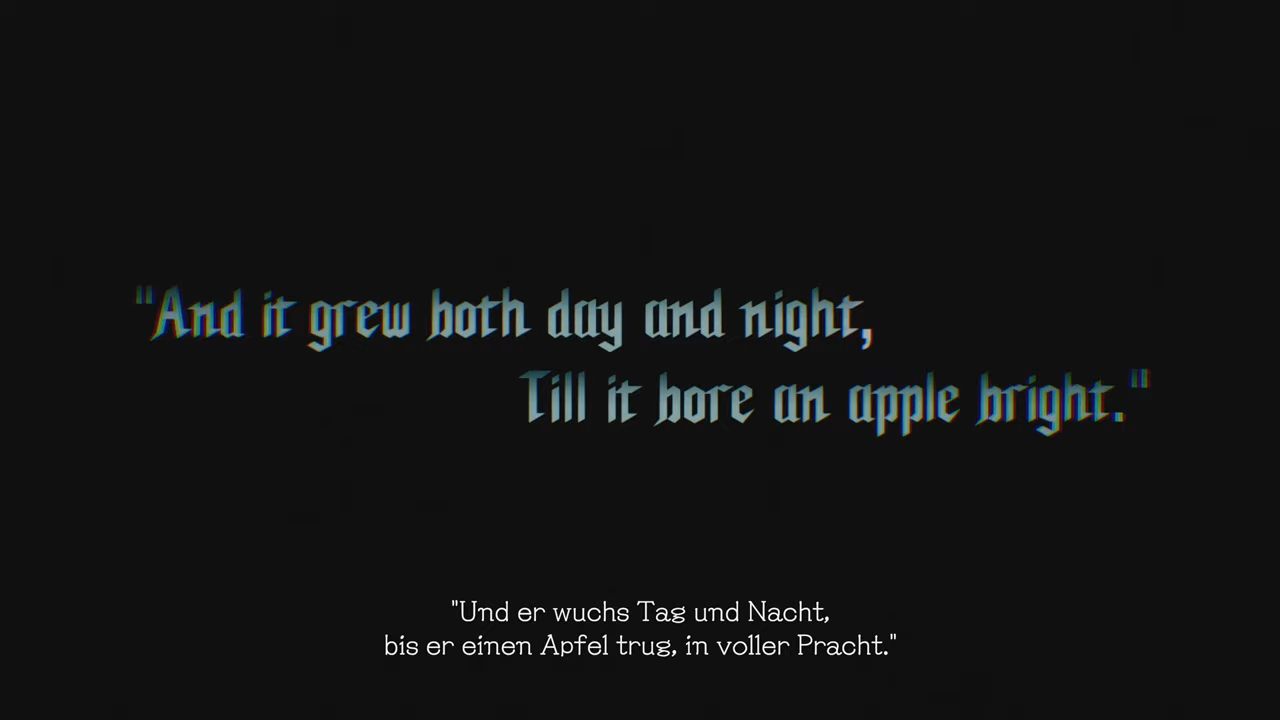 "And it grew both day and night,
Till it bore an apple bright."
"Und er wuchs Tag und Nacht,
bis er einen Apfel trug, in voller Pracht."